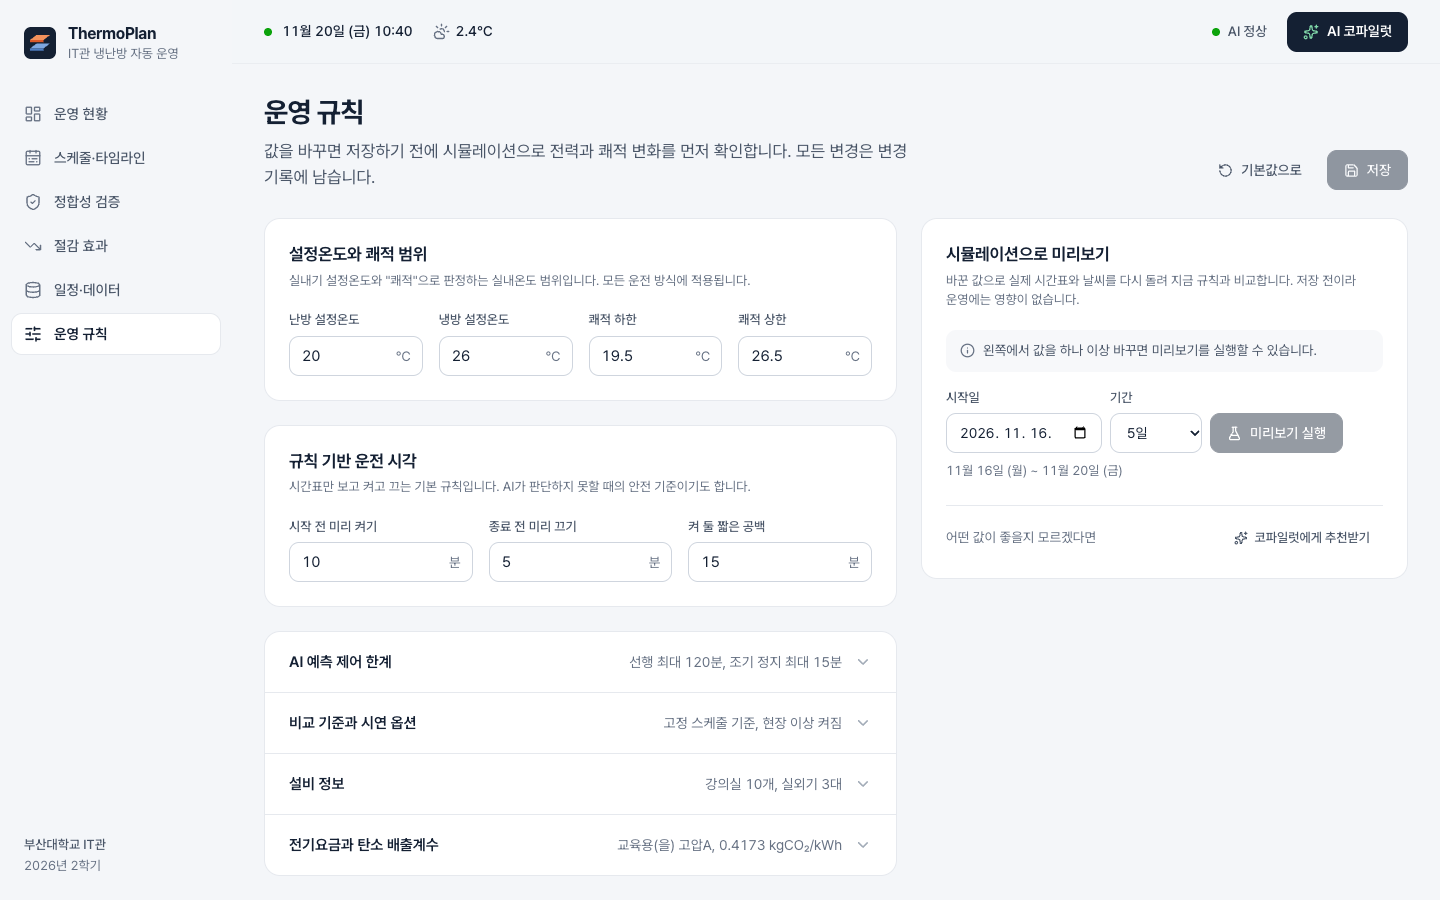 ThermoPlan
IT관 냉난방 자동 운영
운영 현황
스케줄·타임라인
정합성 검증
절감 효과
일정·데이터
운영 규칙
부산대학교 IT관
2026년 2학기
11월 20일 (금) 10:40
2.4°C
AI 정상
AI 코파일럿
운영 규칙
값을 바꾸면 저장하기 전에 시뮬레이션으로 전력과 쾌적 변화를 먼저 확인합니다. 모든 변경은 변경
기록에 남습니다.
기본값으로
저장
설정온도와 쾌적 범위
실내기 설정온도와 "쾌적"으로 판정하는 실내온도 범위입니다. 모든 운전 방식에 적용됩니다.
난방 설정온도
냉방 설정온도
쾌적 하한
쾌적 상한
20 °C
26 °C
19.5 °C
26.5 °C
규칙 기반 운전 시각
시간표만 보고 켜고 끄는 기본 규칙입니다. AI가 판단하지 못할 때의 안전 기준이기도 합니다.
시작 전 미리 켜기
종료 전 미리 끄기
켜 둘 짧은 공백
10 분
5 분
15 분
AI 예측 제어 한계
선행 최대 120분, 조기 정지 최대 15분
비교 기준과 시연 옵션
고정 스케줄 기준, 현장 이상 켜짐
설비 정보
강의실 10개, 실외기 3대
전기요금과 탄소 배출계수
교육용(을) 고압A, 0.4173 kgCO₂/kWh
시뮬레이션으로 미리보기
바꾼 값으로 실제 시간표와 날씨를 다시 돌려 지금 규칙과 비교합니다. 저장 전이라
운영에는 영향이 없습니다.
왼쪽에서 값을 하나 이상 바꾸면 미리보기를 실행할 수 있습니다.
시작일
기간
2026. 11. 16.
5일
미리보기 실행
11월 16일 (월) ~ 11월 20일 (금)
어떤 값이 좋을지 모르겠다면
코파일럿에게 추천받기